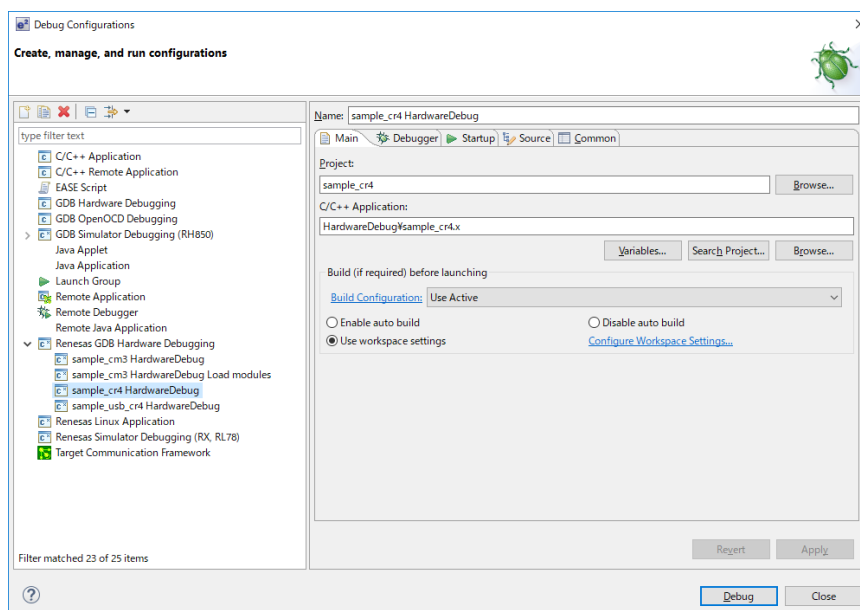 e² Debug Configurations
Create, manage, and run configurations
type filter text
C/C++ Application
C/C++ Remote Application
EASE Script
GDB Hardware Debugging
GDB OpenOCD Debugging
GDB Simulator Debugging (RH850)
Java Applet
Java Application
Launch Group
Remote Application
Remote Debugger
Remote Java Application
Renesas GDB Hardware Debugging
sample_cm3 HardwareDebug
sample_cm3 HardwareDebug Load modules
sample_cr4 HardwareDebug
sample_usb_cr4 HardwareDebug
Renesas Linux Application
Renesas Simulator Debugging (RX, RL78)
Target Communication Framework
Filter matched 23 of 25 items
Name: sample_cr4 HardwareDebug
Main Debugger Startup Source Common
Project:
sample_cr4 Browse...
C/C++ Application:
HardwareDebug¥sample_cr4.x
Variables... Search Project... Browse...
Build (if required) before launching
Build Configuration: Use Active
Enable auto build Disable auto build
Use workspace settings Configure Workspace Settings...
Revert Apply
? Debug Close